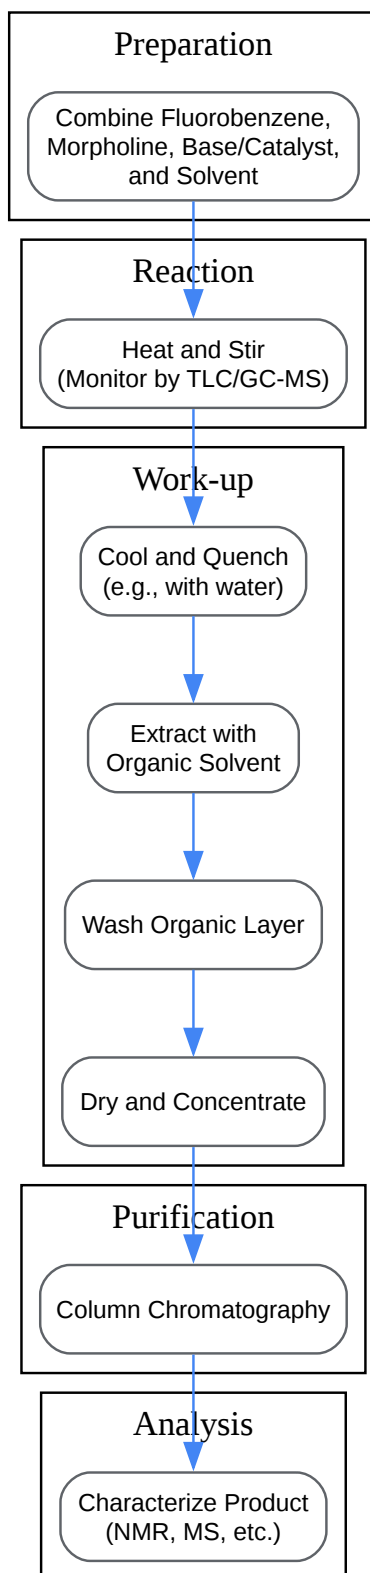 Preparation
Combine Fluorobenzene,
Morpholine, Base/Catalyst,
and Solvent
Reaction
Heat and Stir
(Monitor by TLC/GC-MS)
Work-up
Cool and Quench
(e.g., with water)
Extract with
Organic Solvent
Wash Organic Layer
Dry and Concentrate
Purification
Column Chromatography
Analysis
Characterize Product
(NMR, MS, etc.)